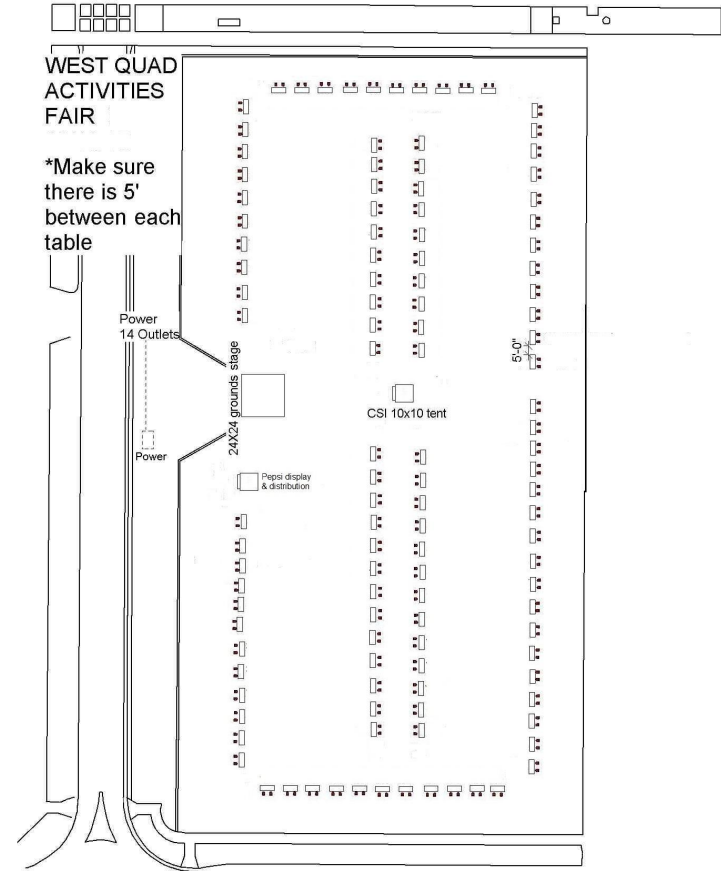 WEST QUAD
ACTIVITIES
FAIR
*Make sure
there is 5'
between each
table
Power
14 Outlets
Power
24X24 grounds stage
Pepsi display
& distribution
CSI 10x10 tent
5'-0"